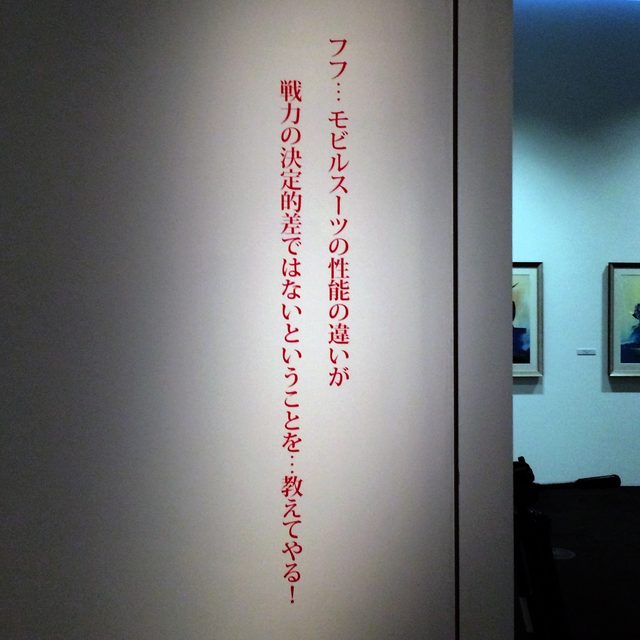 フフ…モビルスーツの性能の違いが
戦力の決定的差ではないということを…教えてやる！